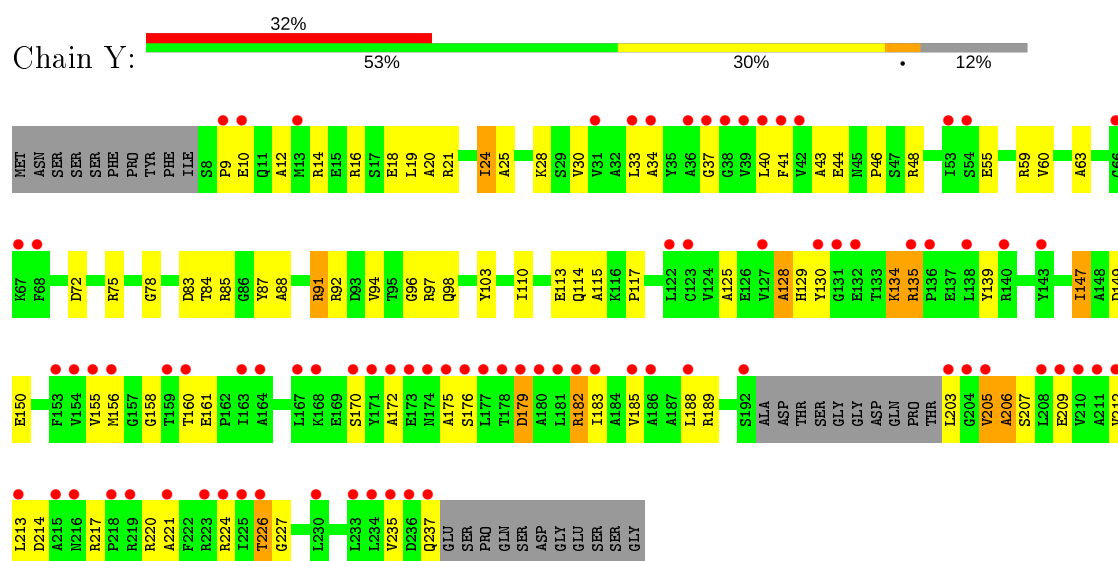 32%
Chain Y:
53% 30% • 12%
MET ASN SER SER SER PHE PRO TYR PHE ILE S8 P9 E10 Q11 A12 M13 R14 E15 R16 S17 E18 L19 A20 R21 I24 A25 K28 S29 V30 V31 A32 L33 A34 Y35 A36 G37 G38 V39 L40 F41 V42 A43 E44 N45 P46 S47 R48 I53 S54 E55 R59 V60 A63 G66
K67 F68 D72 R75 G78 D83 T84 R85 G86 Y87 A88 R91 R92 D93 V94 T95 G96 R97 Q98 Y103 I110 E113 Q114 A115 K116 P117 L122 C123 V124 A125 E126 V127 A128 H129 Y130 G131 E132 T133 K134 R135 P136 E137 L138 Y139 R140 Y143 I147 A148 D149
E150 F153 V154 V155 M156 G157 G158 T159 T160 E161 P162 I163 A164 L167 K168 E169 S170 Y171 A172 E173 N174 A175 S176 L177 T178 D179 A180 L181 R182 I183 A184 V185 A186 A187 L188 R189 S192 ALA ASP THR SER GLY GLY ASP GLN PRO THR L203 G204 V205 A206 S207 L208 E209 V210 A211 V212
L213 D214 A215 N216 R217 P218 R219 R220 A221 F222 R223 R224 I225 T226 G227 L230 L233 L234 V235 D236 Q237 GLU SER PRO GLN SER ASP GLY GLU SER SER GLY